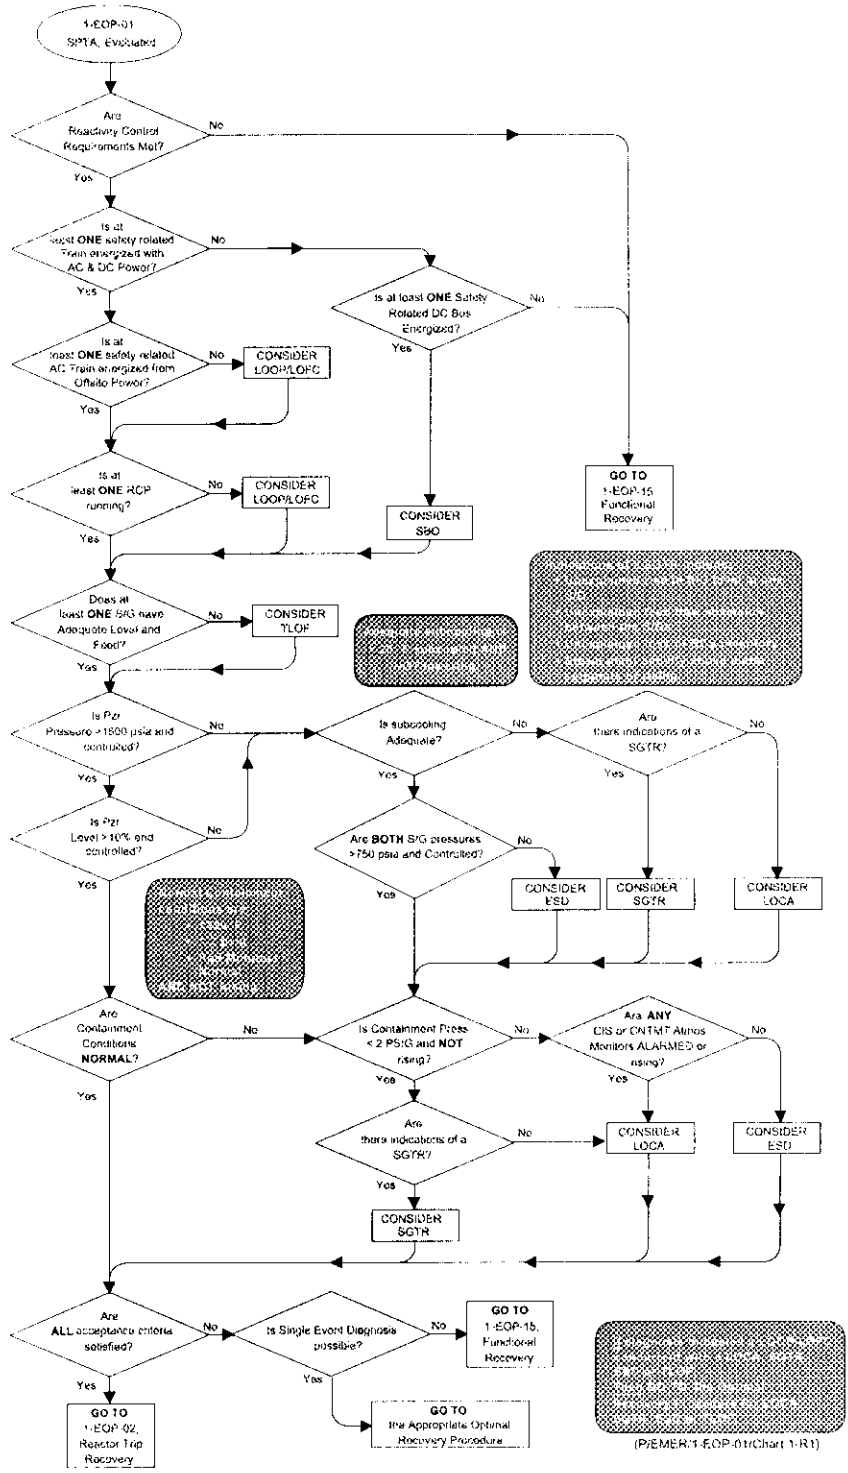 1-EOP-01
SPTA, Evaluated
Are
Reactivity Control
Requirements Met?
No
Yes
Is at
least ONE safety related
Train energized with
AC & DC Power?
No
Yes
Is at least ONE Safety
Related DC Bus
Energized?
No
Yes
Is at
least ONE safety related
AC Train energized from
Offsite Power?
No
Yes
CONSIDER
LOOP/LOFC
Is at
least ONE RCP
running?
No
Yes
CONSIDER
LOOP/LOFC
CONSIDER
SBO
GO TO
1-EOP-15
Functional
Recovery
Does at
least ONE S/G have
Adequate Level and
Feed?
No
Yes
CONSIDER
TLOF
Is Pzr
Pressure >1600 psia and
controlled?
No
Yes
Is subcooling
Adequate?
No
Yes
Are
there indications of a
SGTR?
No
Yes
Is Pzr
Level >10% and
controlled?
No
Yes
Are BOTH S/G pressures
>750 psia and Controlled?
No
Yes
CONSIDER
ESD
CONSIDER
SGTR
CONSIDER
LOCA
Are
Containment
Conditions
NORMAL?
No
Yes
Is Containment Press
< 2 PSIG and NOT
rising?
No
Yes
Are ANY
CIS or CNTMT Atmos
Monitors ALARMED or
rising?
No
Yes
Are
there indications of a
SGTR?
No
Yes
CONSIDER
LOCA
CONSIDER
ESD
CONSIDER
SGTR
Are
ALL acceptance criteria
satisfied?
No
Yes
Is Single Event Diagnosis
possible?
No
Yes
GO TO
1-EOP-15,
Functional
Recovery
GO TO
1-EOP-02,
Reactor Trip
Recovery
GO TO
the Appropriate Optimal
Recovery Procedure
(P/EMER/1-EOP-01/Chart 1-R1)